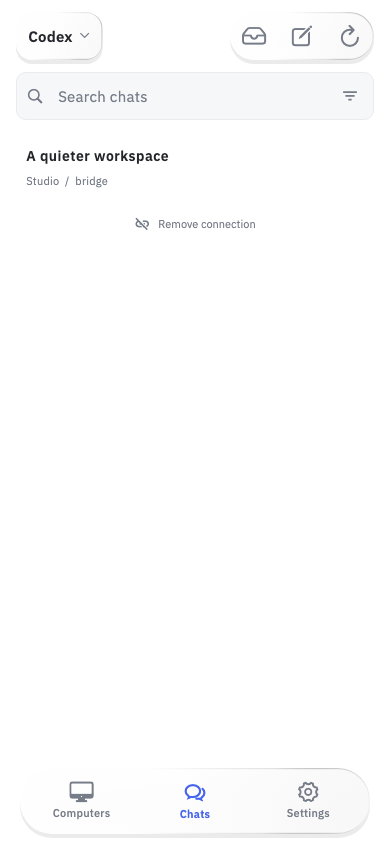 Codex
Search chats
A quieter workspace
Studio / bridge
Remove connection
Computers
Chats
Settings